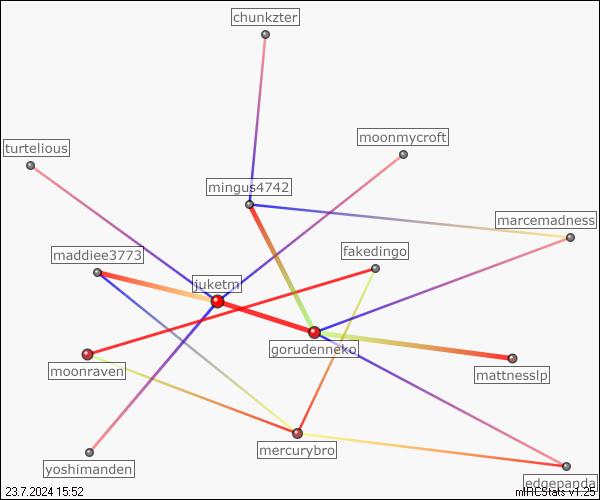 chunkzter
moonmycroft
turtelious
mingus4742
marcemadness
fakedingo
maddiee3773
juketm
gorudenneko
moonraven
mattnesslp
mercurybro
yoshimanden
edgepanda
23.7.2024 15:52
mIRCStats v1.25